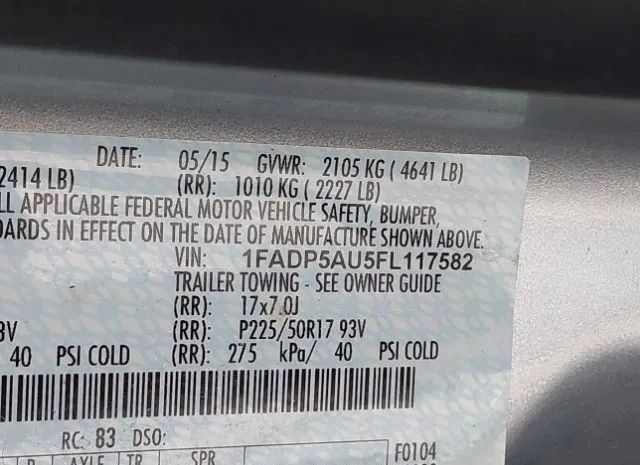 DATE: 05/15 GVWR: 2105 KG ( 4641 LB)
2414 LB) (RR): 1010 KG ( 2227 LB)
LL APPLICABLE FEDERAL MOTOR VEHICLE SAFETY, BUMPER,
DARDS IN EFFECT ON THE DATE OF MANUFACTURE SHOWN ABOVE.
VIN: 1FADP5AU5FL117582
TRAILER TOWING - SEE OWNER GUIDE
(RR): 17x7.0J
3V (RR): P225/50R17 93V
40 PSI COLD (RR): 275 kPa/ 40 PSI COLD
RC: 83 DSO:
AXLE TR SPR F0104